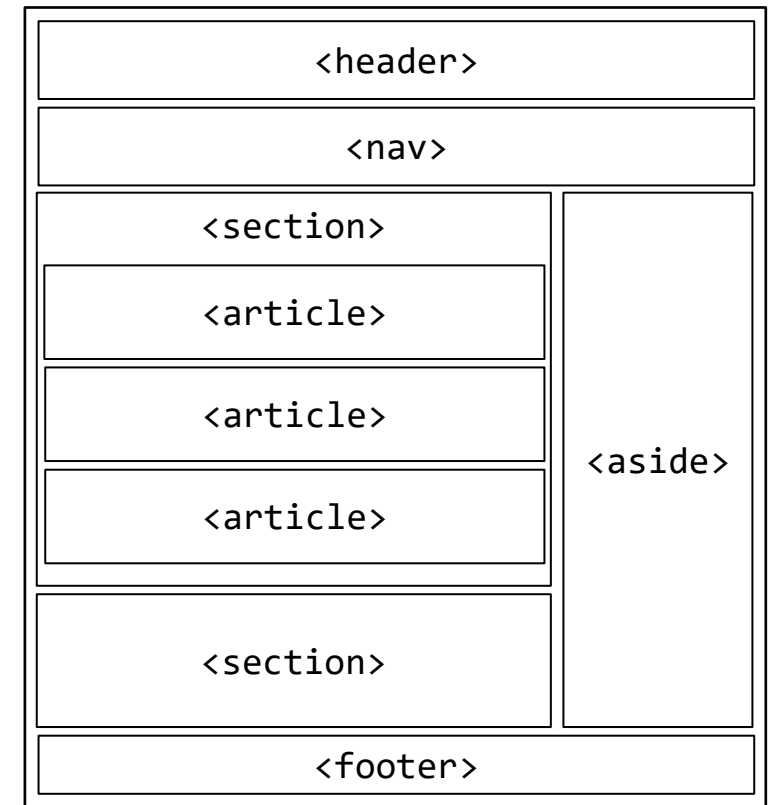 <header>
<nav>
<section>
<article>
<article>
<article>
<aside>
<section>
<footer>